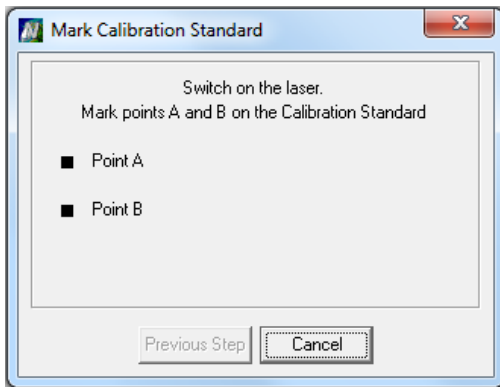 Mark Calibration Standard
Switch on the laser.
Mark points A and B on the Calibration Standard
Point A
Point B
Previous Step
Cancel